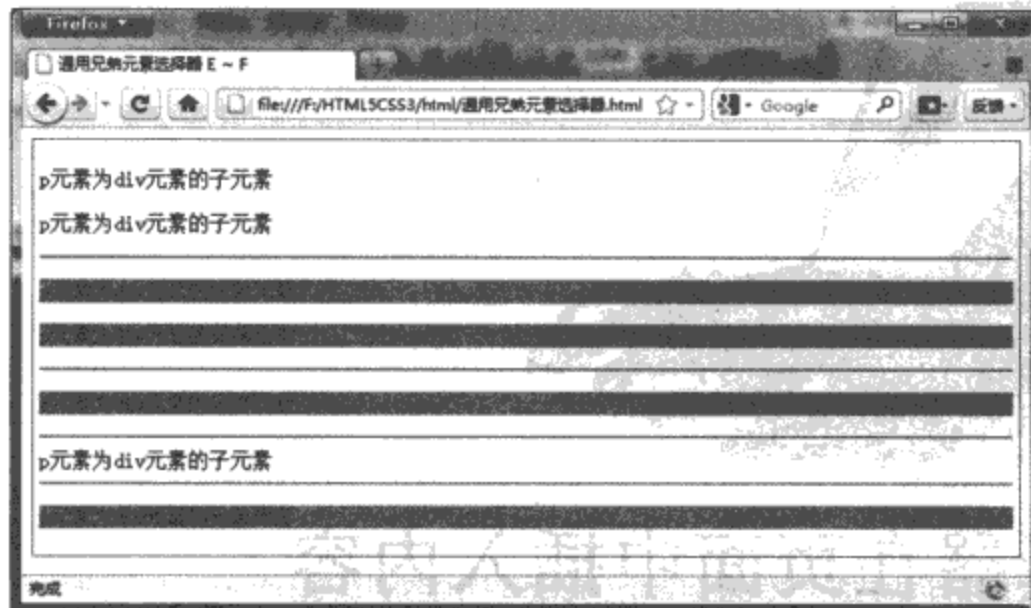 Firefox
通用兄弟元素选择器 E ~ F
file:///F:/HTML5CSS3/html/通用兄弟元素选择器.html
Google
反馈
p元素为div元素的子元素
p元素为div元素的子元素
p元素为div元素的子元素
完成